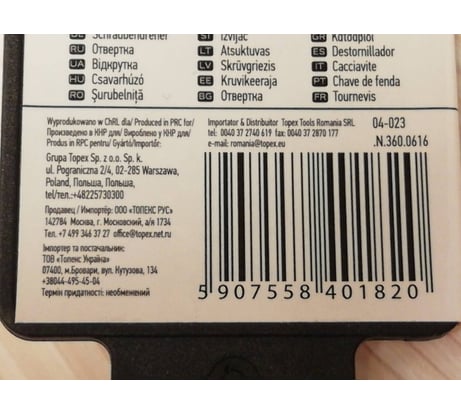 DE Schraubendreher
SI Izvijač
GR Κατσαβίδι
RU Отвертка
LT Atsuktuvas
ES Destornillador
UA Відкрутка
LV Skrūvgriezis
IT Cacciavite
HU Csavarhúzó
EE Kruvikeeraja
PT Chave de fenda
RO Şurubelniţă
BG Отвертка
FR Tournevis
Wyprodukowano w ChRL dla/ Produced in PRC for/
Произведено в КНР для/ Вироблено у КНР для/
Produs in RPC pentru/ Gyártó/Importőr:
Grupa Topex Sp. z o.o. Sp. k.
ul. Pograniczna 2/4, 02-285 Warszawa,
Poland, Польша, Польша,
tel/тел.:+48225730300
Продавец / Импортёр: ООО «ТОПЕКС РУС»
142784 Москва, г. Московский, а/я 1734
Тел. +7 499 346 37 27 office@topex.net.ru
Імпортер та постачальник:
ТОВ «Топекс Україна»
07400, м.Бровари, вул. Кутузова, 134
+38044-495-45-04
Термін придатності: необмежений
Importator & Distribuitor Topex Tools Romania SRL
tel: 0040 37 2740 619 fax: 0040 37 2870 177
e-mail: romania@topex.eu
04-023
.N.360.0616
5 907558 401820